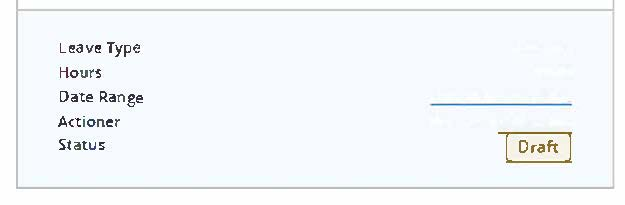 Leave Type
Hours
Date Range
Actioner
Status Draft